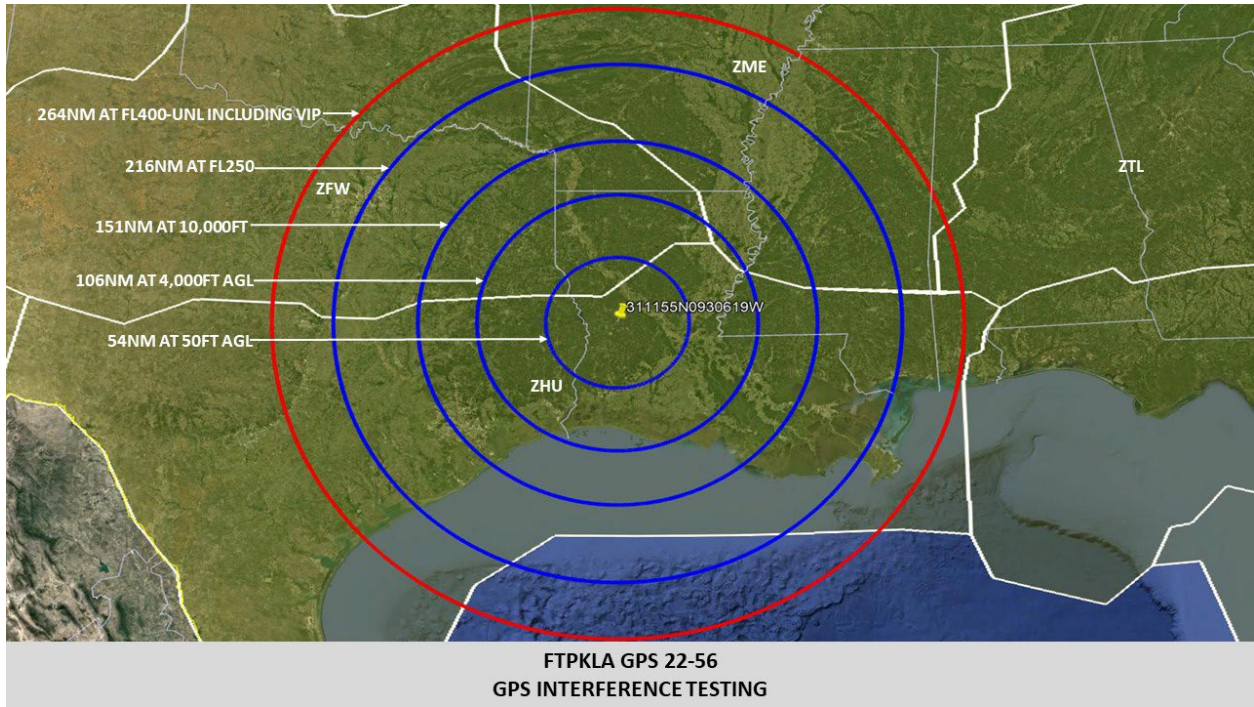 ZME
264NM AT FL400-UNL INCLUDING VIP
216NM AT FL250
ZTL
ZFW
151NM AT 10,000FT
106NM AT 4,000FT AGL
311155N0930619W
54NM AT 50FT AGL
ZHU
FTPKLA GPS 22-56
GPS INTERFERENCE TESTING